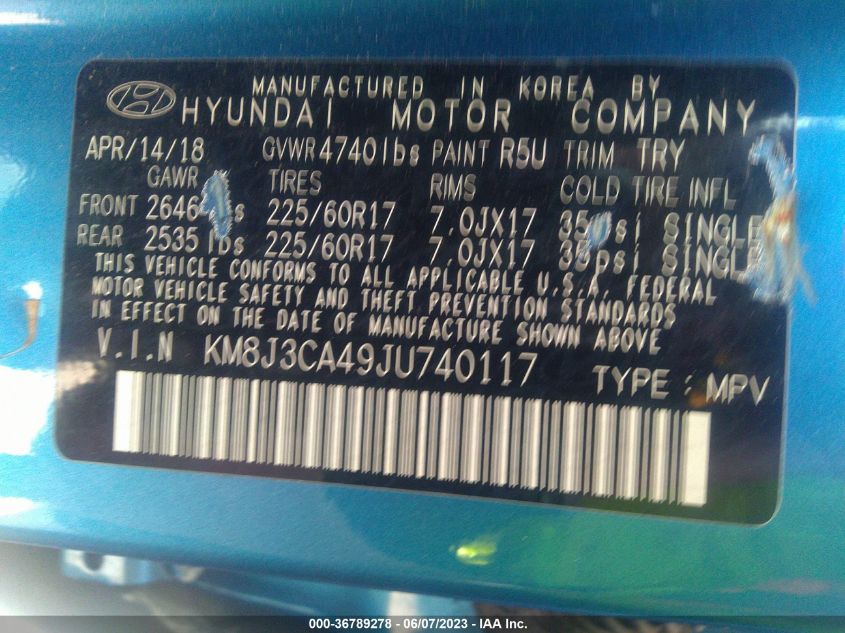 MANUFACTURED IN KOREA BY
HYUNDAI MOTOR COMPANY
APR/14/18 GVWR 4740lbs PAINT R5U TRIM TRY
GAWR TIRES RIMS COLD TIRE INFL
FRONT 225/60R17 7.0JX17 SINGLE
REAR 2535 lbs 225/60R17 7.0JX17 35psi SINGLE
THIS VEHICLE CONFORMS TO ALL APPLICABLE U.S.A. FEDERAL
MOTOR VEHICLE SAFETY AND THEFT PREVENTION STANDARDS
IN EFFECT ON THE DATE OF MANUFACTURE SHOWN ABOVE
V.I.N KM8J3CA49JU740117 TYPE : MPV
000-36789278 - 06/07/2023 - IAA Inc.